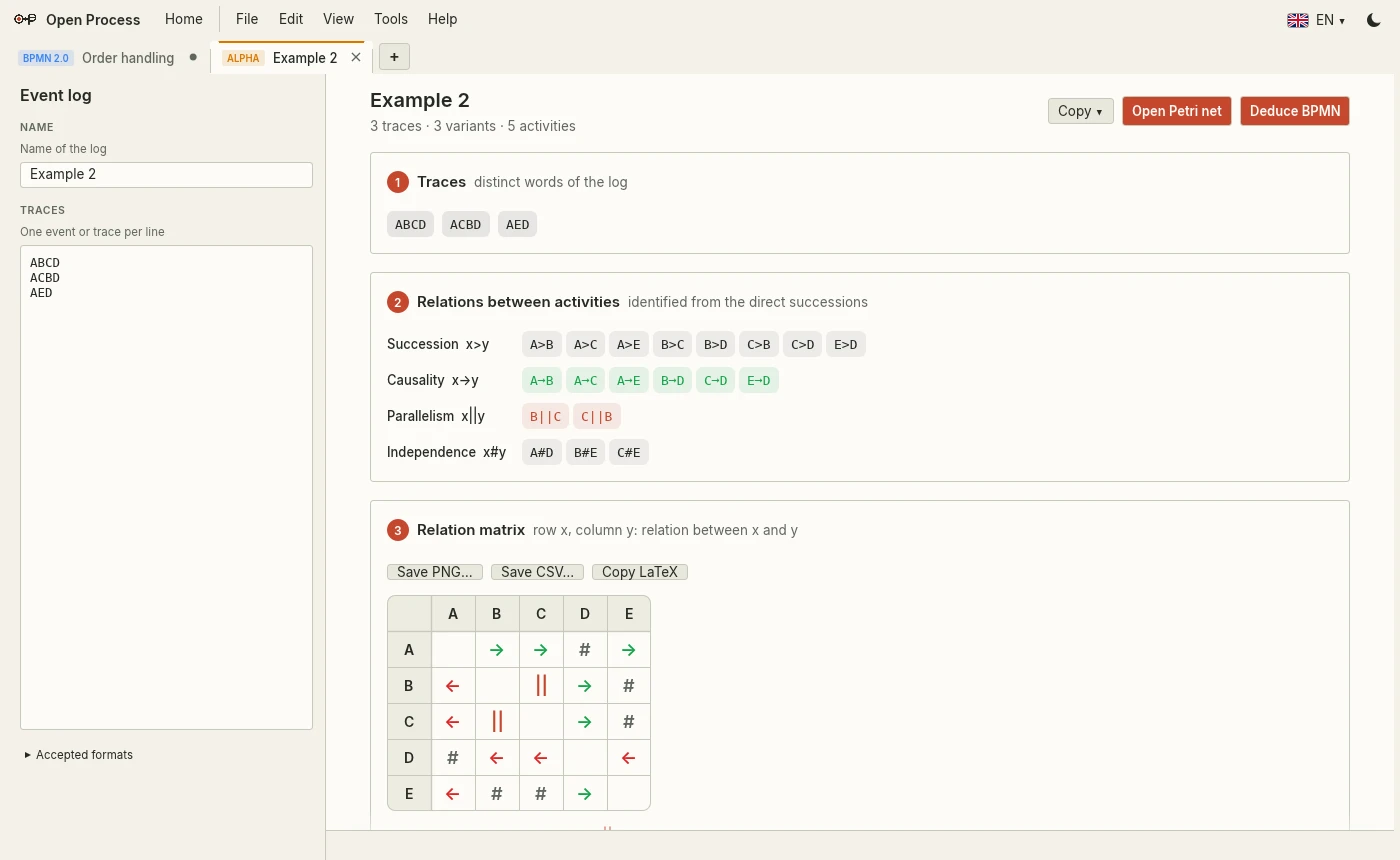 Open Process Home File Edit View Tools Help EN ▾
BPMN 2.0 Order handling ● ALPHA Example 2 ✕ +
Event log
NAME
Name of the log
Example 2
TRACES
One event or trace per line
ABCD
ACBD
AED
▸ Accepted formats
Example 2
3 traces · 3 variants · 5 activities
Copy ▾ Open Petri net Deduce BPMN
1 Traces distinct words of the log
ABCD ACBD AED
2 Relations between activities identified from the direct successions
Succession x>y A>B A>C A>E B>C B>D C>B C>D E>D
Causality x→y A→B A→C A→E B→D C→D E→D
Parallelism x||y B||C C||B
Independence x#y A#D B#E C#E
3 Relation matrix row x, column y: relation between x and y
Save PNG... Save CSV... Copy LaTeX
A B C D E
A → → # →
B ← || → #
C ← || → #
D # ← ← ←
E ← # # →